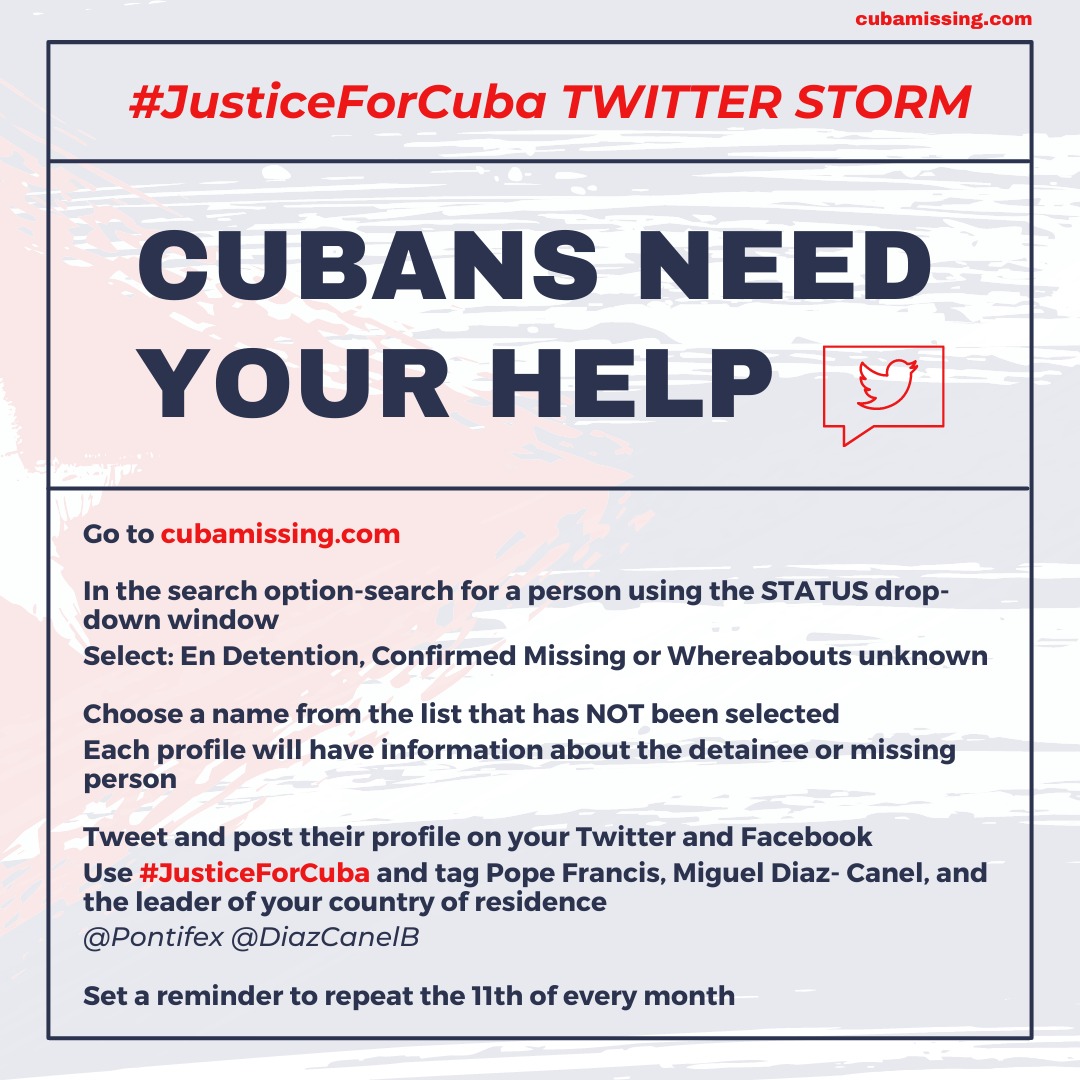 cubamissing.com
#JusticeForCuba TWITTER STORM
CUBANS NEED
YOUR HELP
Go to cubamissing.com
In the search option-search for a person using the STATUS drop-
down window
Select: En Detention, Confirmed Missing or Whereabouts unknown
Choose a name from the list that has NOT been selected
Each profile will have information about the detainee or missing
person
Tweet and post their profile on your Twitter and Facebook
Use #JusticeForCuba and tag Pope Francis, Miguel Diaz- Canel, and
the leader of your country of residence
@Pontifex @DiazCanelB
Set a reminder to repeat the 11th of every month